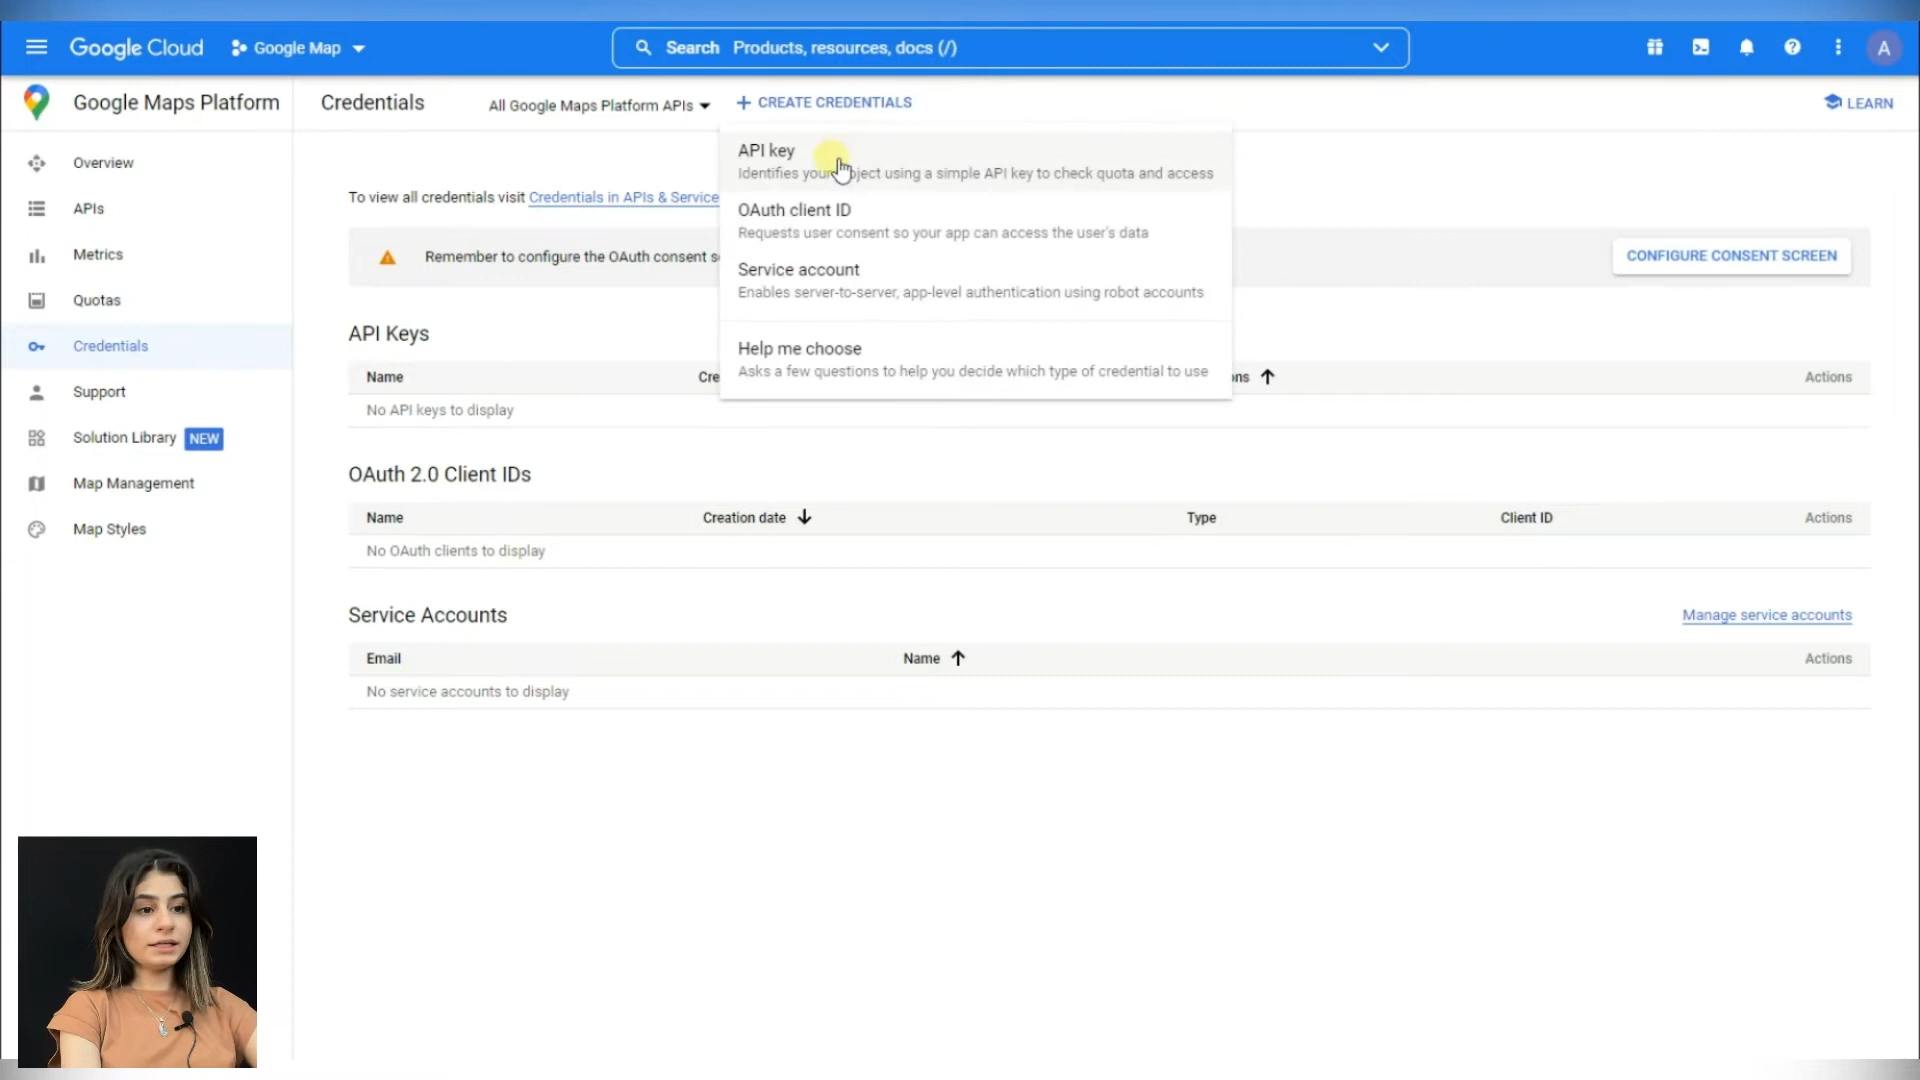 Google Cloud
Google Map
Search Products, resources, docs (/)
A
Google Maps Platform
Credentials
All Google Maps Platform APIs
+ CREATE CREDENTIALS
LEARN
Overview
APIs
Metrics
Quotas
Credentials
Support
Solution Library NEW
Map Management
Map Styles
API key
Identifies your using a simple API key to check quota and access
OAuth client ID
Requests user consent so your app can access the user's data
Service account
Enables server-to-server, app-level authentication using robot accounts
Help me choose
Asks a few questions to help you decide which type of credential to use
To view all credentials visit Credentials in APIs & Service
Remember to configure the OAuth consent
CONFIGURE CONSENT SCREEN
API Keys
Name Actions
No API keys to display
OAuth 2.0 Client IDs
Name Creation date Type Client ID Actions
No OAuth clients to display
Service Accounts
Manage service accounts
Email Name Actions
No service accounts to display